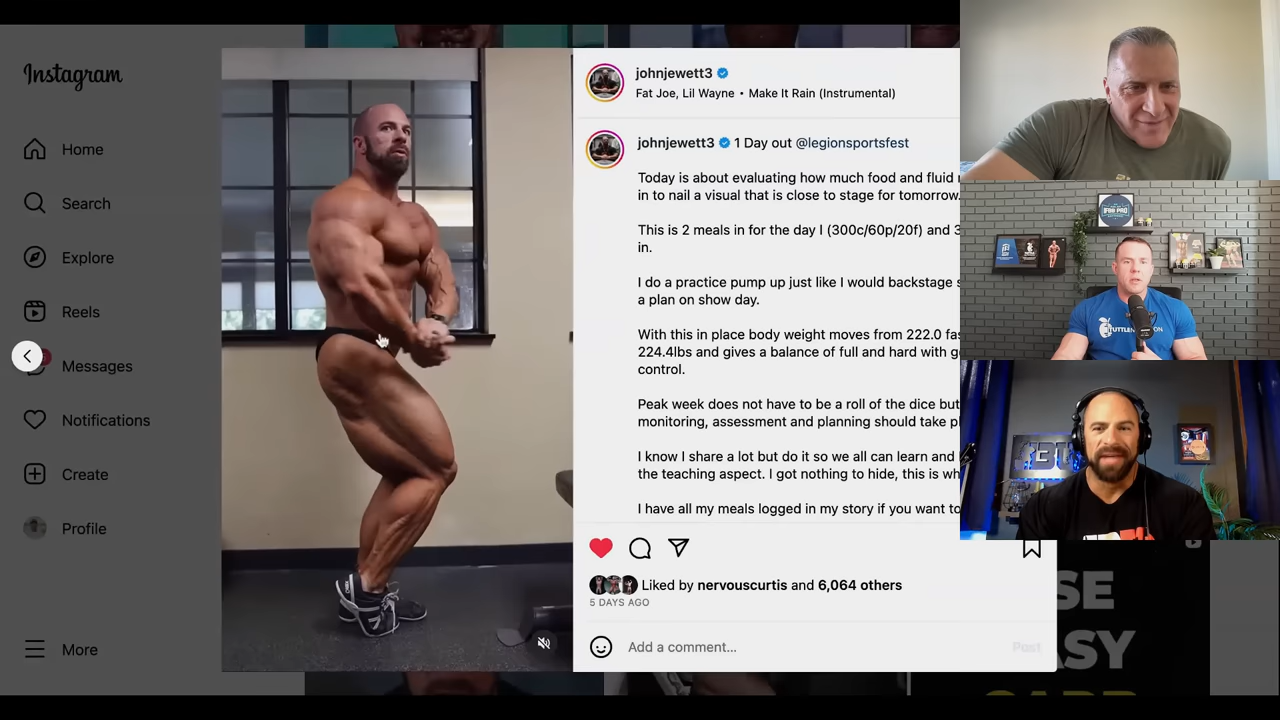 Instagram
Home
Search
Explore
Reels
Messages
Notifications
Create
Profile
More
johnjewett3
Fat Joe, Lil Wayne • Make It Rain (Instrumental)
johnjewett3 1 Day out @legionsportsfest
Today is about evaluating how much food and fluid
in to nail a visual that is close to stage for tomorrow.
This is 2 meals in for the day I (300c/60p/20f) and 3
in.
I do a practice pump up just like I would backstage
a plan on show day.
With this in place body weight moves from 222.0
224.4lbs and gives a balance of full and hard with
control.
Peak week does not have to be a roll of the dice but
monitoring, assessment and planning should take
I know I share a lot but do it so we all can learn and
the teaching aspect. I got nothing to hide, this is
I have all my meals logged in my story if you want to
Liked by nervouscurtis and 6,064 others
5 DAYS AGO
Add a comment...
Post
IFBB PRO
SE
ASY